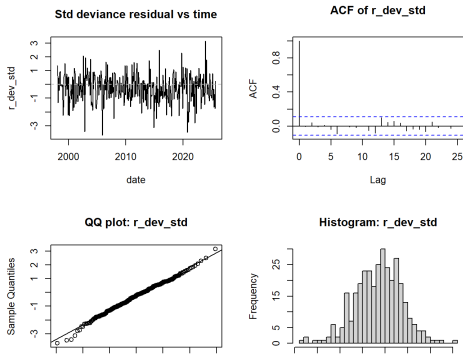 Std deviance residual vs time
r_dev_std
3
1
-1
-3
2000
2010
2020
date
ACF of r_dev_std
ACF
0.8
0.4
0.0
0
5
10
15
20
25
Lag
QQ plot: r_dev_std
Sample Quantiles
3
1
-1
-3
Histogram: r_dev_std
Frequency
25
15
5
0